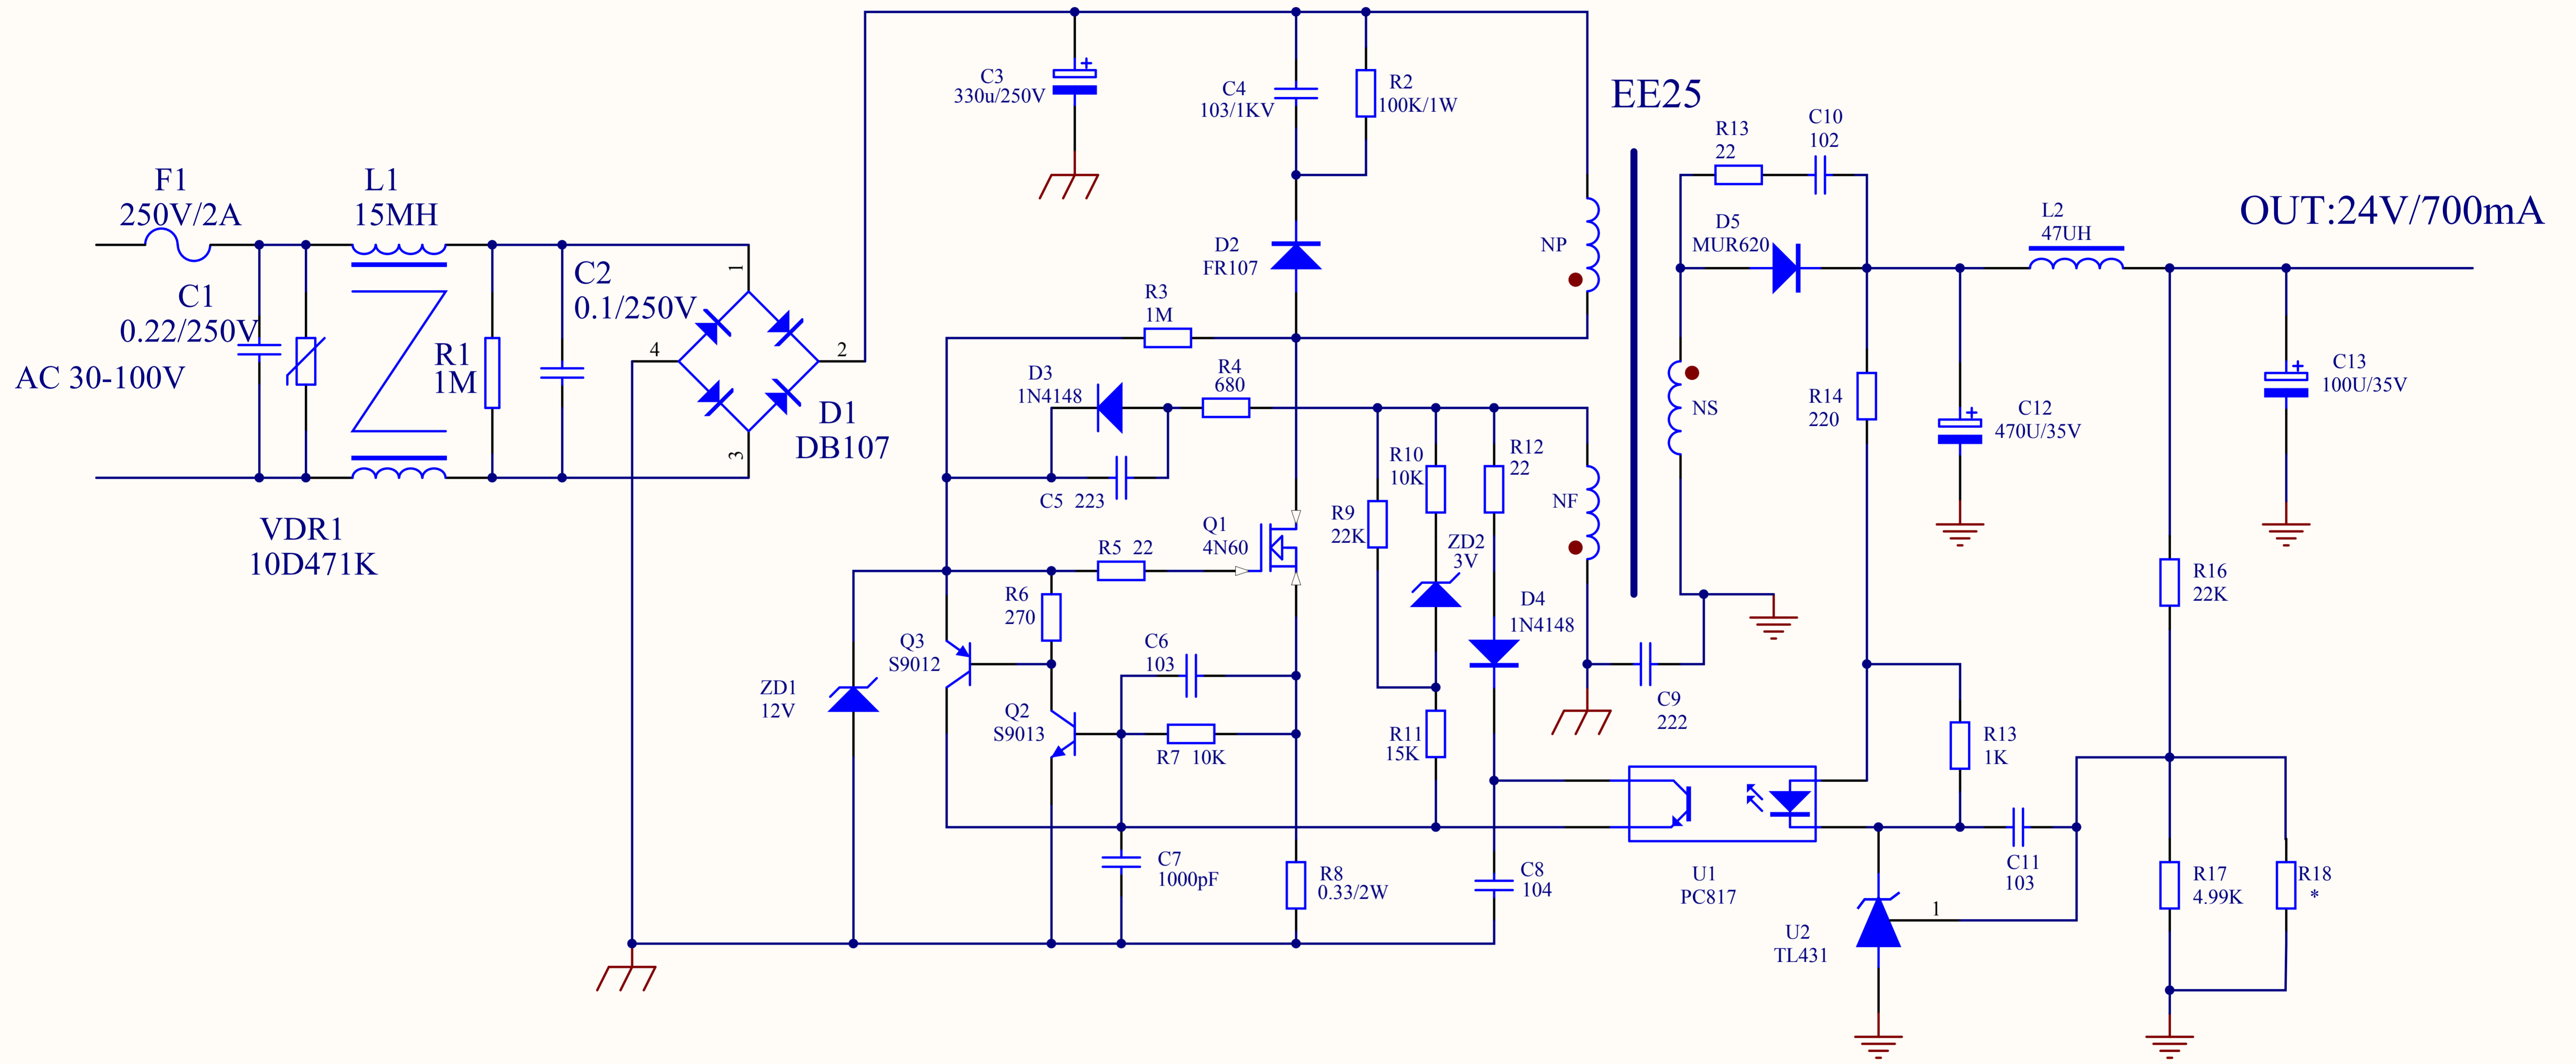 F1
250V/2A
L1
15MH
C1
0.22/250V
AC 30-100V
R1
1M
C2
0.1/250V
VDR1
10D471K
1
4
2
3
D1
DB107
C3
330u/250V
C4
103/1KV
R2
100K/1W
EE25
D2
FR107
NP
R3
1M
D3
1N4148
R4
680
C5 223
Q1
4N60
R5 22
R6
270
Q3
S9012
ZD1
12V
Q2
S9013
C6
103
R7 10K
C7
1000pF
R8
0.33/2W
R9
22K
R10
10K
ZD2
3V
R11
15K
R12
22
NF
D4
1N4148
C9
222
C8
104
U1
PC817
R13
22
C10
102
D5
MUR620
NS
R14
220
L2
47UH
OUT:24V/700mA
C12
470U/35V
C13
100U/35V
R16
22K
R13
1K
C11
103
1
U2
TL431
R17
4.99K
R18
*